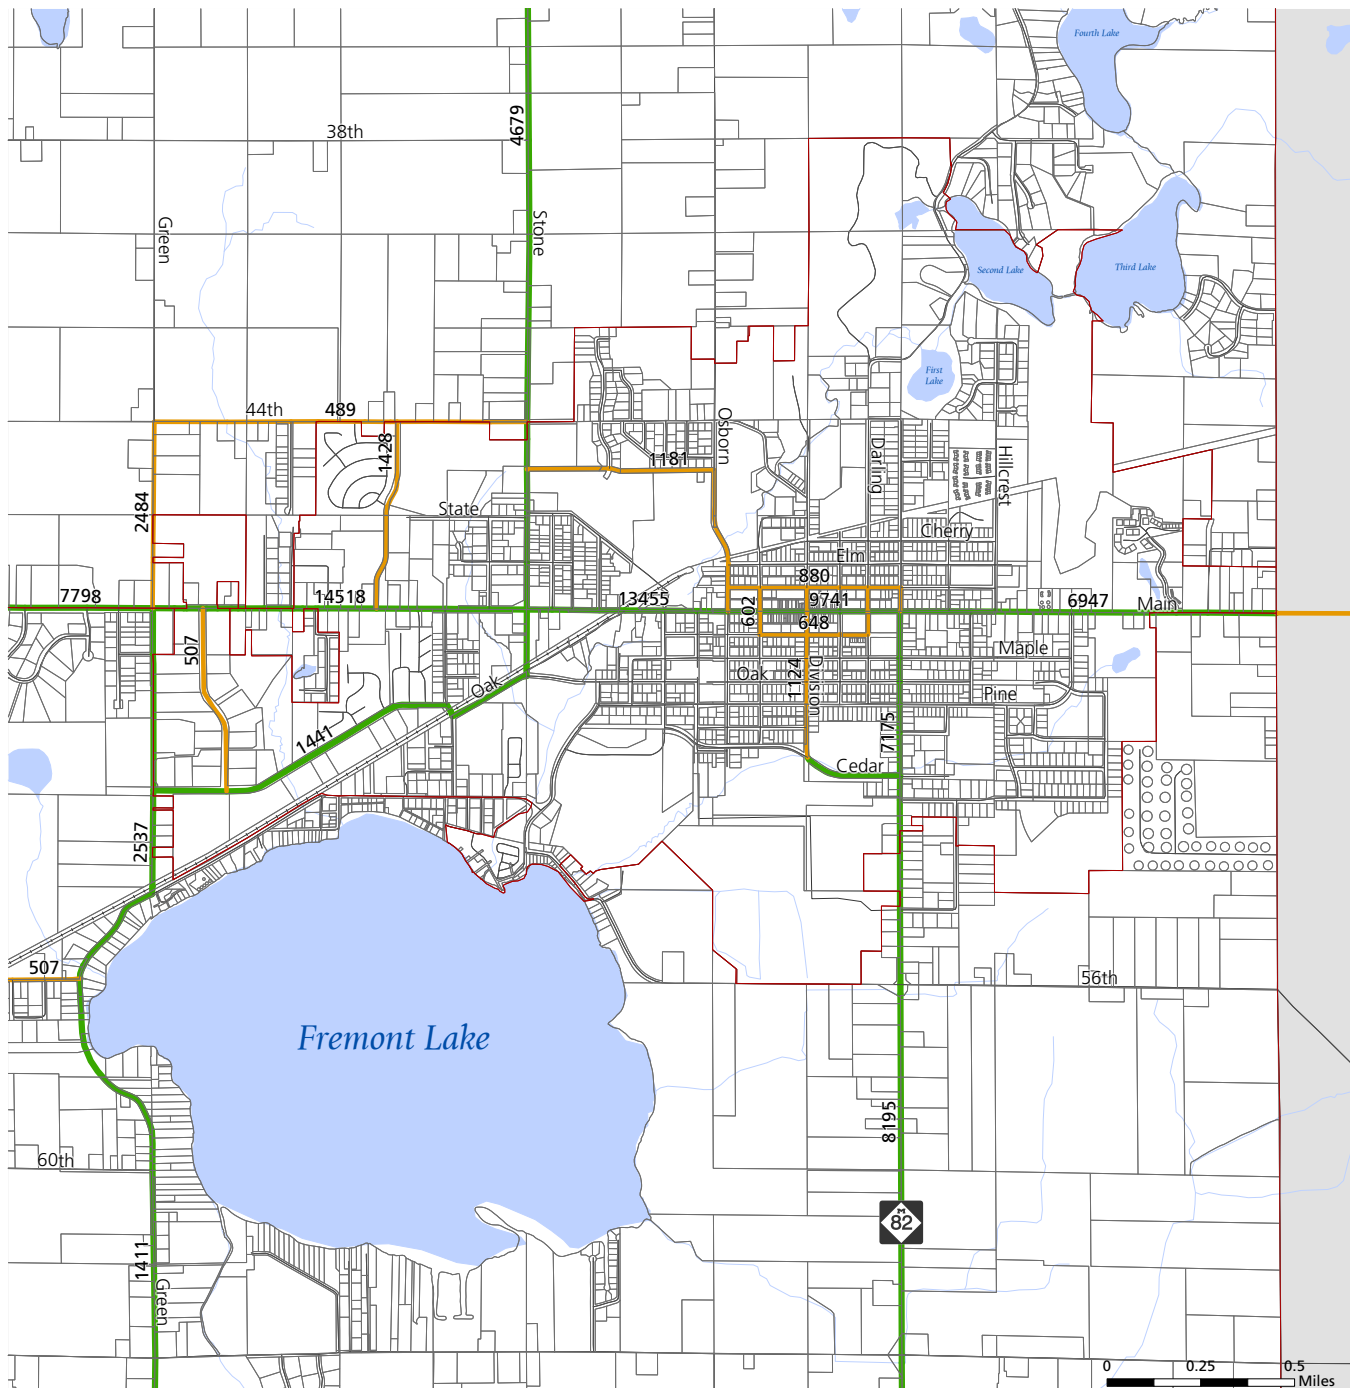 Fourth Lake
4679
38th
Green
Stone
Second Lake
Third Lake
First
Lake
44th
489
Osborn
1428
1181
Darling
Hillcrest
2484
State
Cherry
Elm
880
7798
14518
13455
602
9741
6947
Main
648
507
Maple
Oak
1124
Division
Oak
Pine
1441
7175
Cedar
2537
507
56th
Fremont Lake
8195
60th
M
82
1411
Green
0 0.25 0.5
Miles